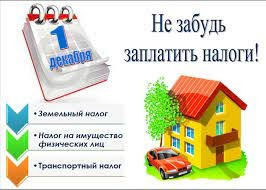 1
декабря
Не забудь
заплатить налоги!
• Земельный налог
• Налог на имущество
физических лиц
• Транспортный налог